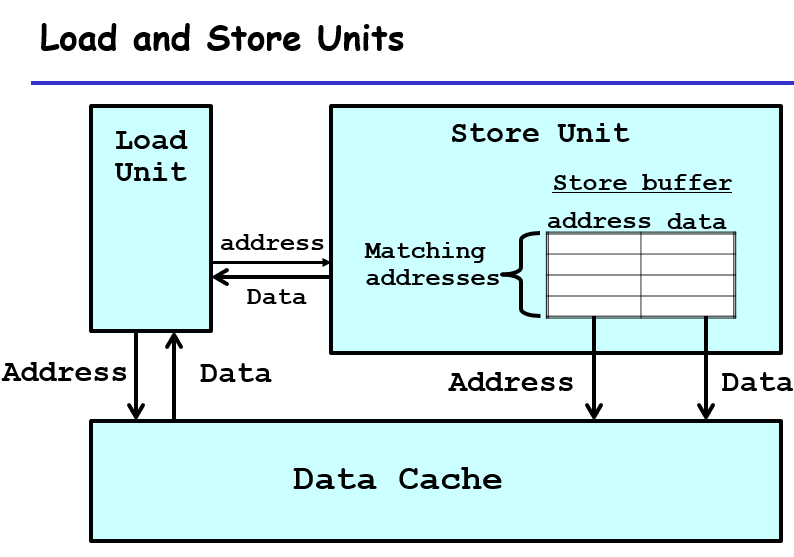 Load and Store Units
Load
Unit
Store Unit
Store buffer
address data
address
Matching
addresses
Data
Address
Data
Address
Data
Data Cache